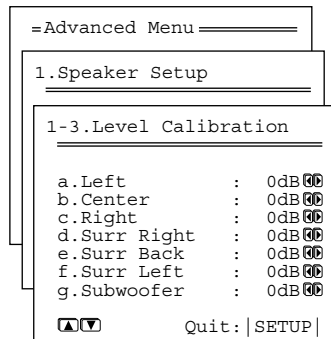 Advanced Menu
1.Speaker Setup
1-3.Level Calibration
a.Left : 0dB
b.Center : 0dB
c.Right : 0dB
d.Surr Right : 0dB
e.Surr Back : 0dB
f.Surr Left : 0dB
g.Subwoofer : 0dB
Quit:|SETUP|